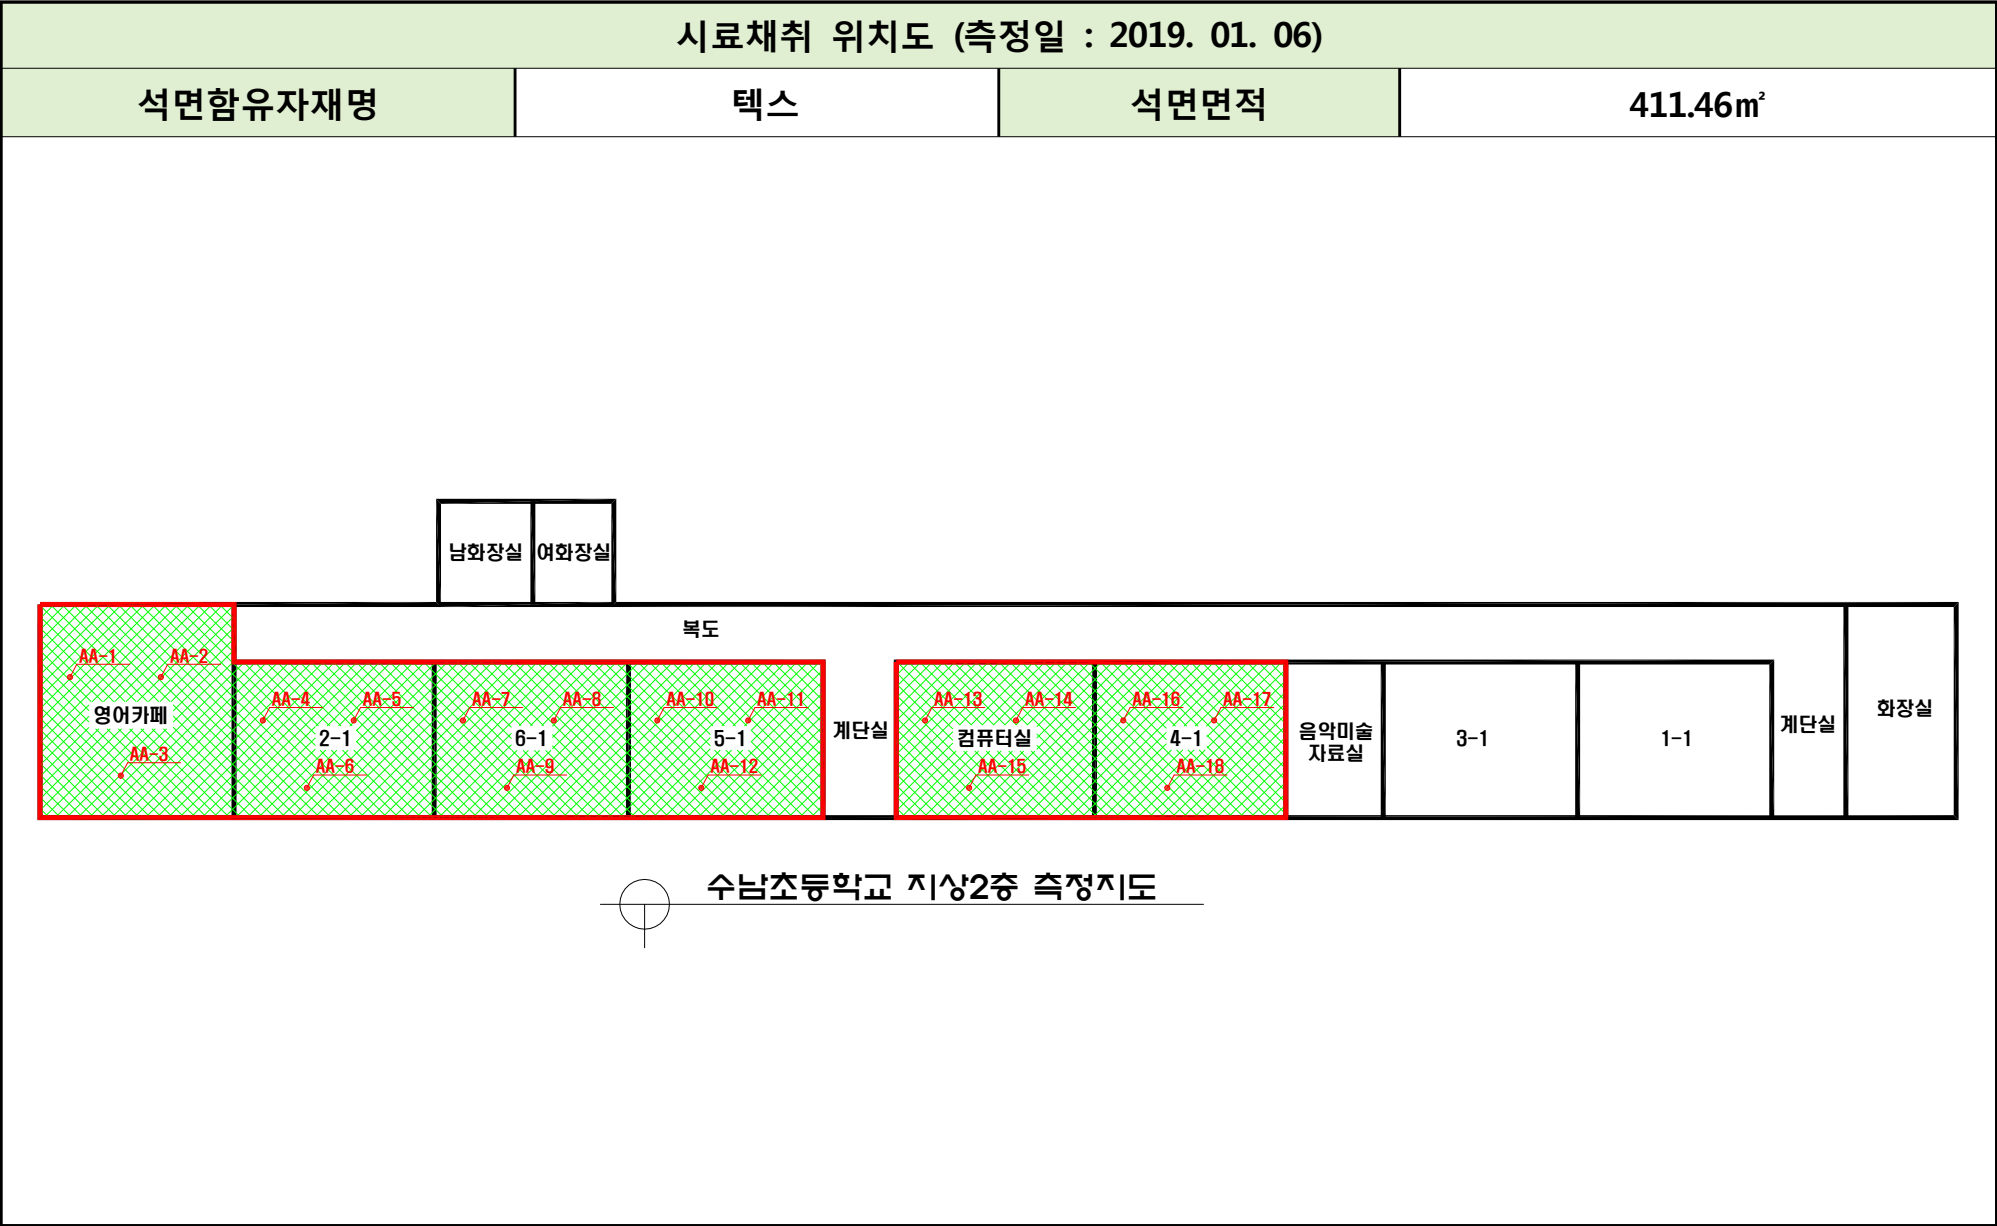 시료채취 위치도 (측정일 : 2019. 01. 06)
석면함유자재명 텍스 석면면적 411.46㎡
남화장실 여화장실
복도
AA-1 AA-2
영어카페
AA-3
AA-4 AA-5
2-1
AA-6
AA-7 AA-8
6-1
AA-9
AA-10 AA-11
5-1
AA-12
계단실
AA-13 AA-14
컴퓨터실
AA-15
AA-16 AA-17
4-1
AA-18
음악미술
자료실
3-1
1-1
계단실
화장실
수남초등학교 지상2층 측정지도